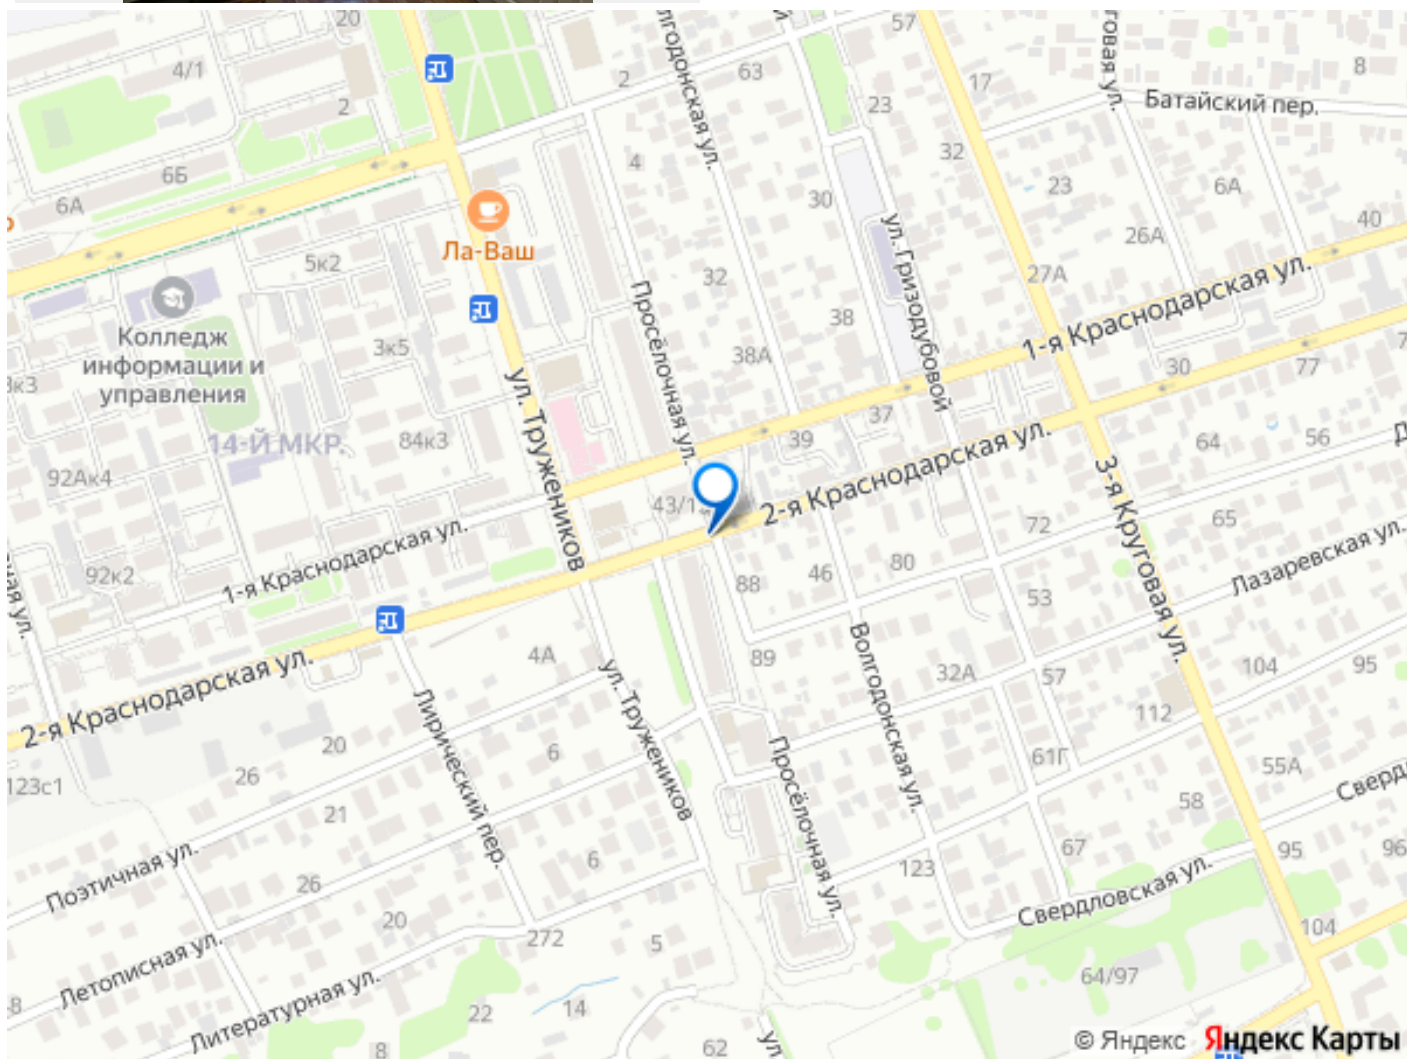 20
57
4/1
2
63
8
17
2
23
Батайский пер.
32
4
6Б
6А
23
6А
30
40
Ла-Ваш
ул. Гризодубовой
26А
5к2
32
27А
1-я Краснодарская ул.
Просёлочная ул.
Колледж
информации и
управления
38
3к5
38А
30
77
ул. Тружеников
37
14-Й МКР.
84к3
39
64
56
92Ак4
43/1
2-я Краснодарская ул.
3-я Круговая ул.
72
65
1-я Краснодарская ул.
92к2
88
46
80
Лазаревская ул.
53
4А
89
Волгодонская ул.
32А
57
104
95
2-я Краснодарская ул.
Лирический пер.
ул. Тружеников
112
20
6
61Г
55А
123с1
26
Просёлочная ул.
58
21
Поэтичная ул.
6
123
67
95
96
26
Свердловская ул.
20
272
5
104
Летописная ул.
64/97
Литературная ул.
14
22
8
62
ул
© Яндекс Яндекс Карты